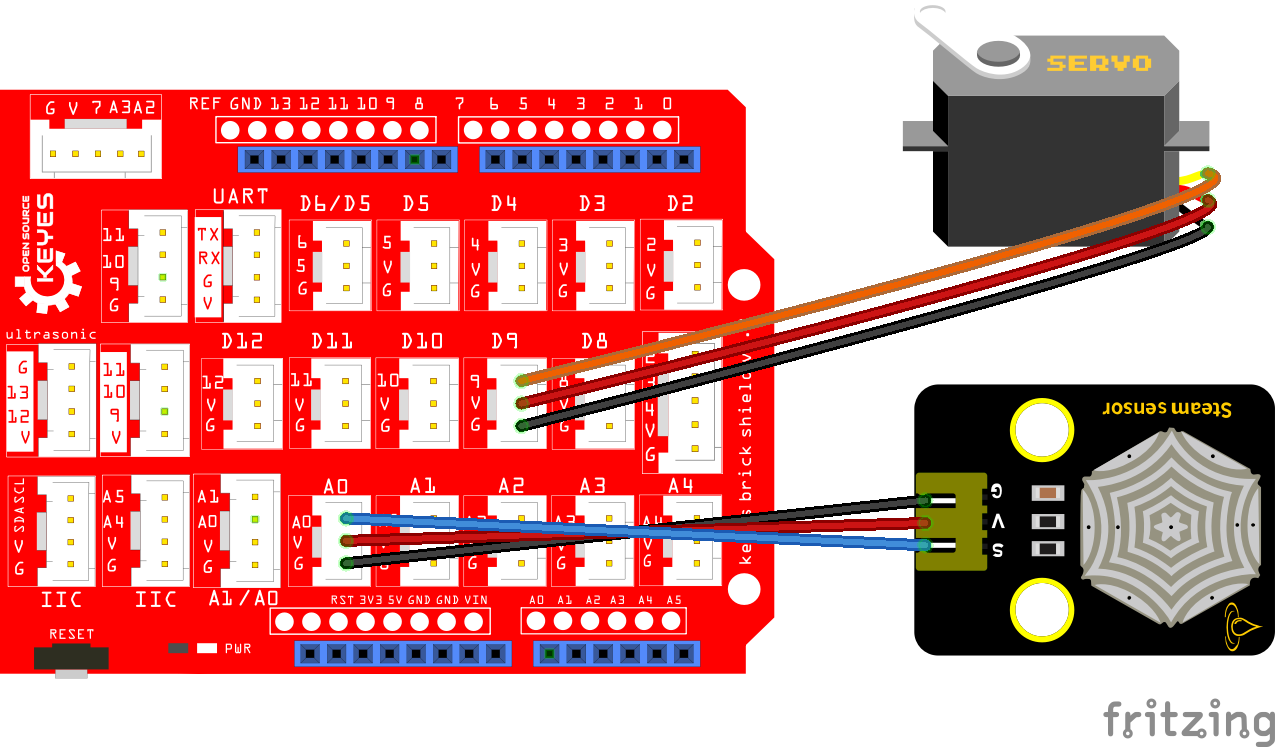 SERVO
G V 7 A3 A2
REF GND 13 12 11 10 9 8 7 6 5 4 3 2 1 0
OPEN SOURCE
KEYES
UART
D6/D5 D5 D4 D3 D2
11
10
9
G
TX
RX
G
V
6
5
G
5
V
G
4
V
G
3
V
G
2
V
G
ultrasonic
D12 D11 D10 D9 D8
G
13
12
V
11
10
9
V
12
V
G
11
V
G
10
V
G
9
V
G
8
G
4
V
G
A0 A1 A2 A3 A4
SCL
SDA
V
G
A5
A4
V
G
A1
A0
V
G
A0
V
G
IIC IIC A1/A0
RST 3V3 5V GND GND VIN A0 A1 A2 A3 A4 A5
RESET
PWR
brick shield
Steam sensor
G
V
S
fritzing